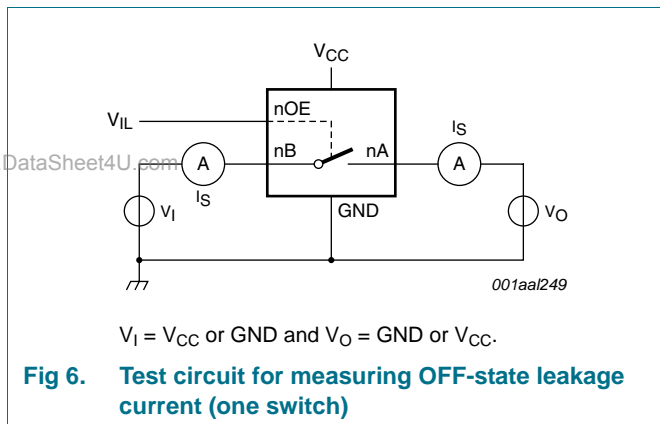 VCC
nOE
VIL
IS
DataSheet4U.com
A
nB
nA
A
IS
VI
GND
VO
001aal249
VI = VCC or GND and VO = GND or VCC.
Fig 6. Test circuit for measuring OFF-state leakage
current (one switch)